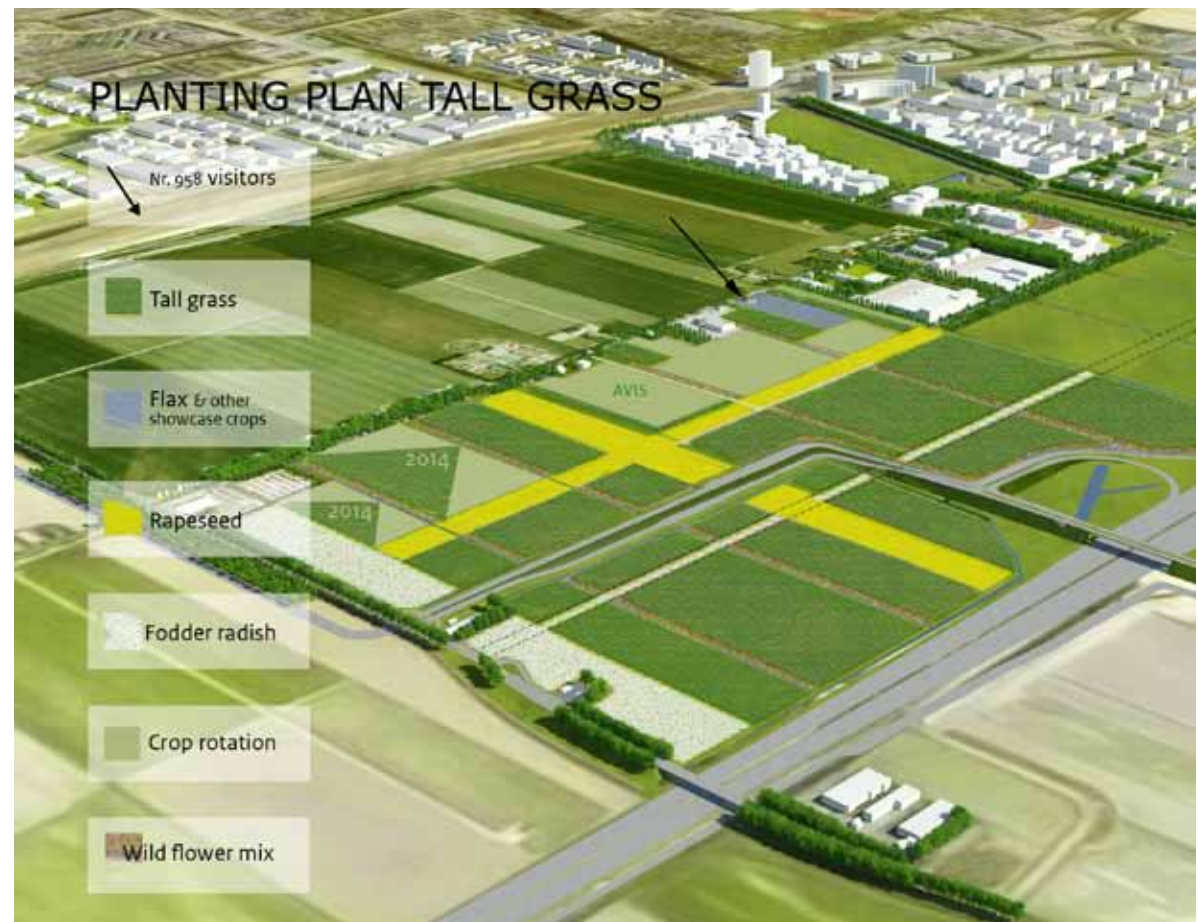 PLANTING PLAN TALL GRASS
Nr. 958 visitors
Tall grass
Flax & other
showcase crops
Rapeseed
Fodder radish
Crop rotation
Wild flower mix
AVIS
2014
2014